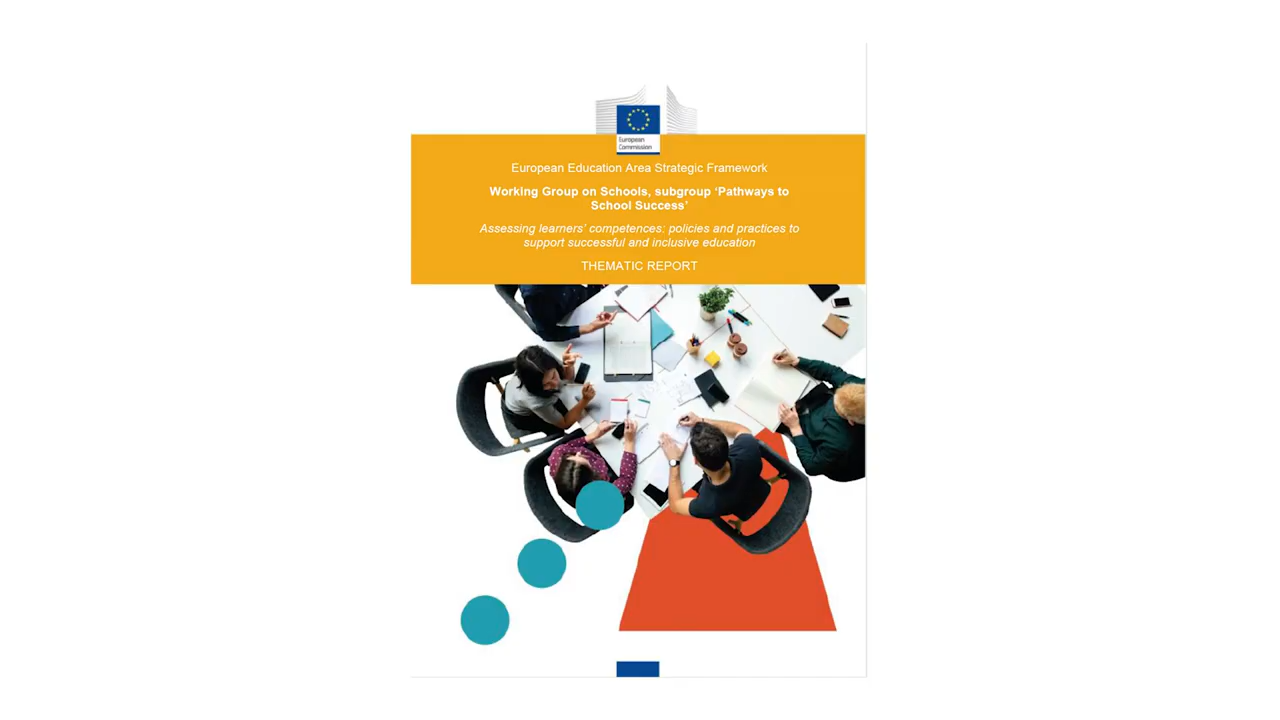 European
Commission
European Education Area Strategic Framework
Working Group on Schools, subgroup ‘Pathways to
School Success’
Assessing learners’ competences: policies and practices to
support successful and inclusive education
THEMATIC REPORT